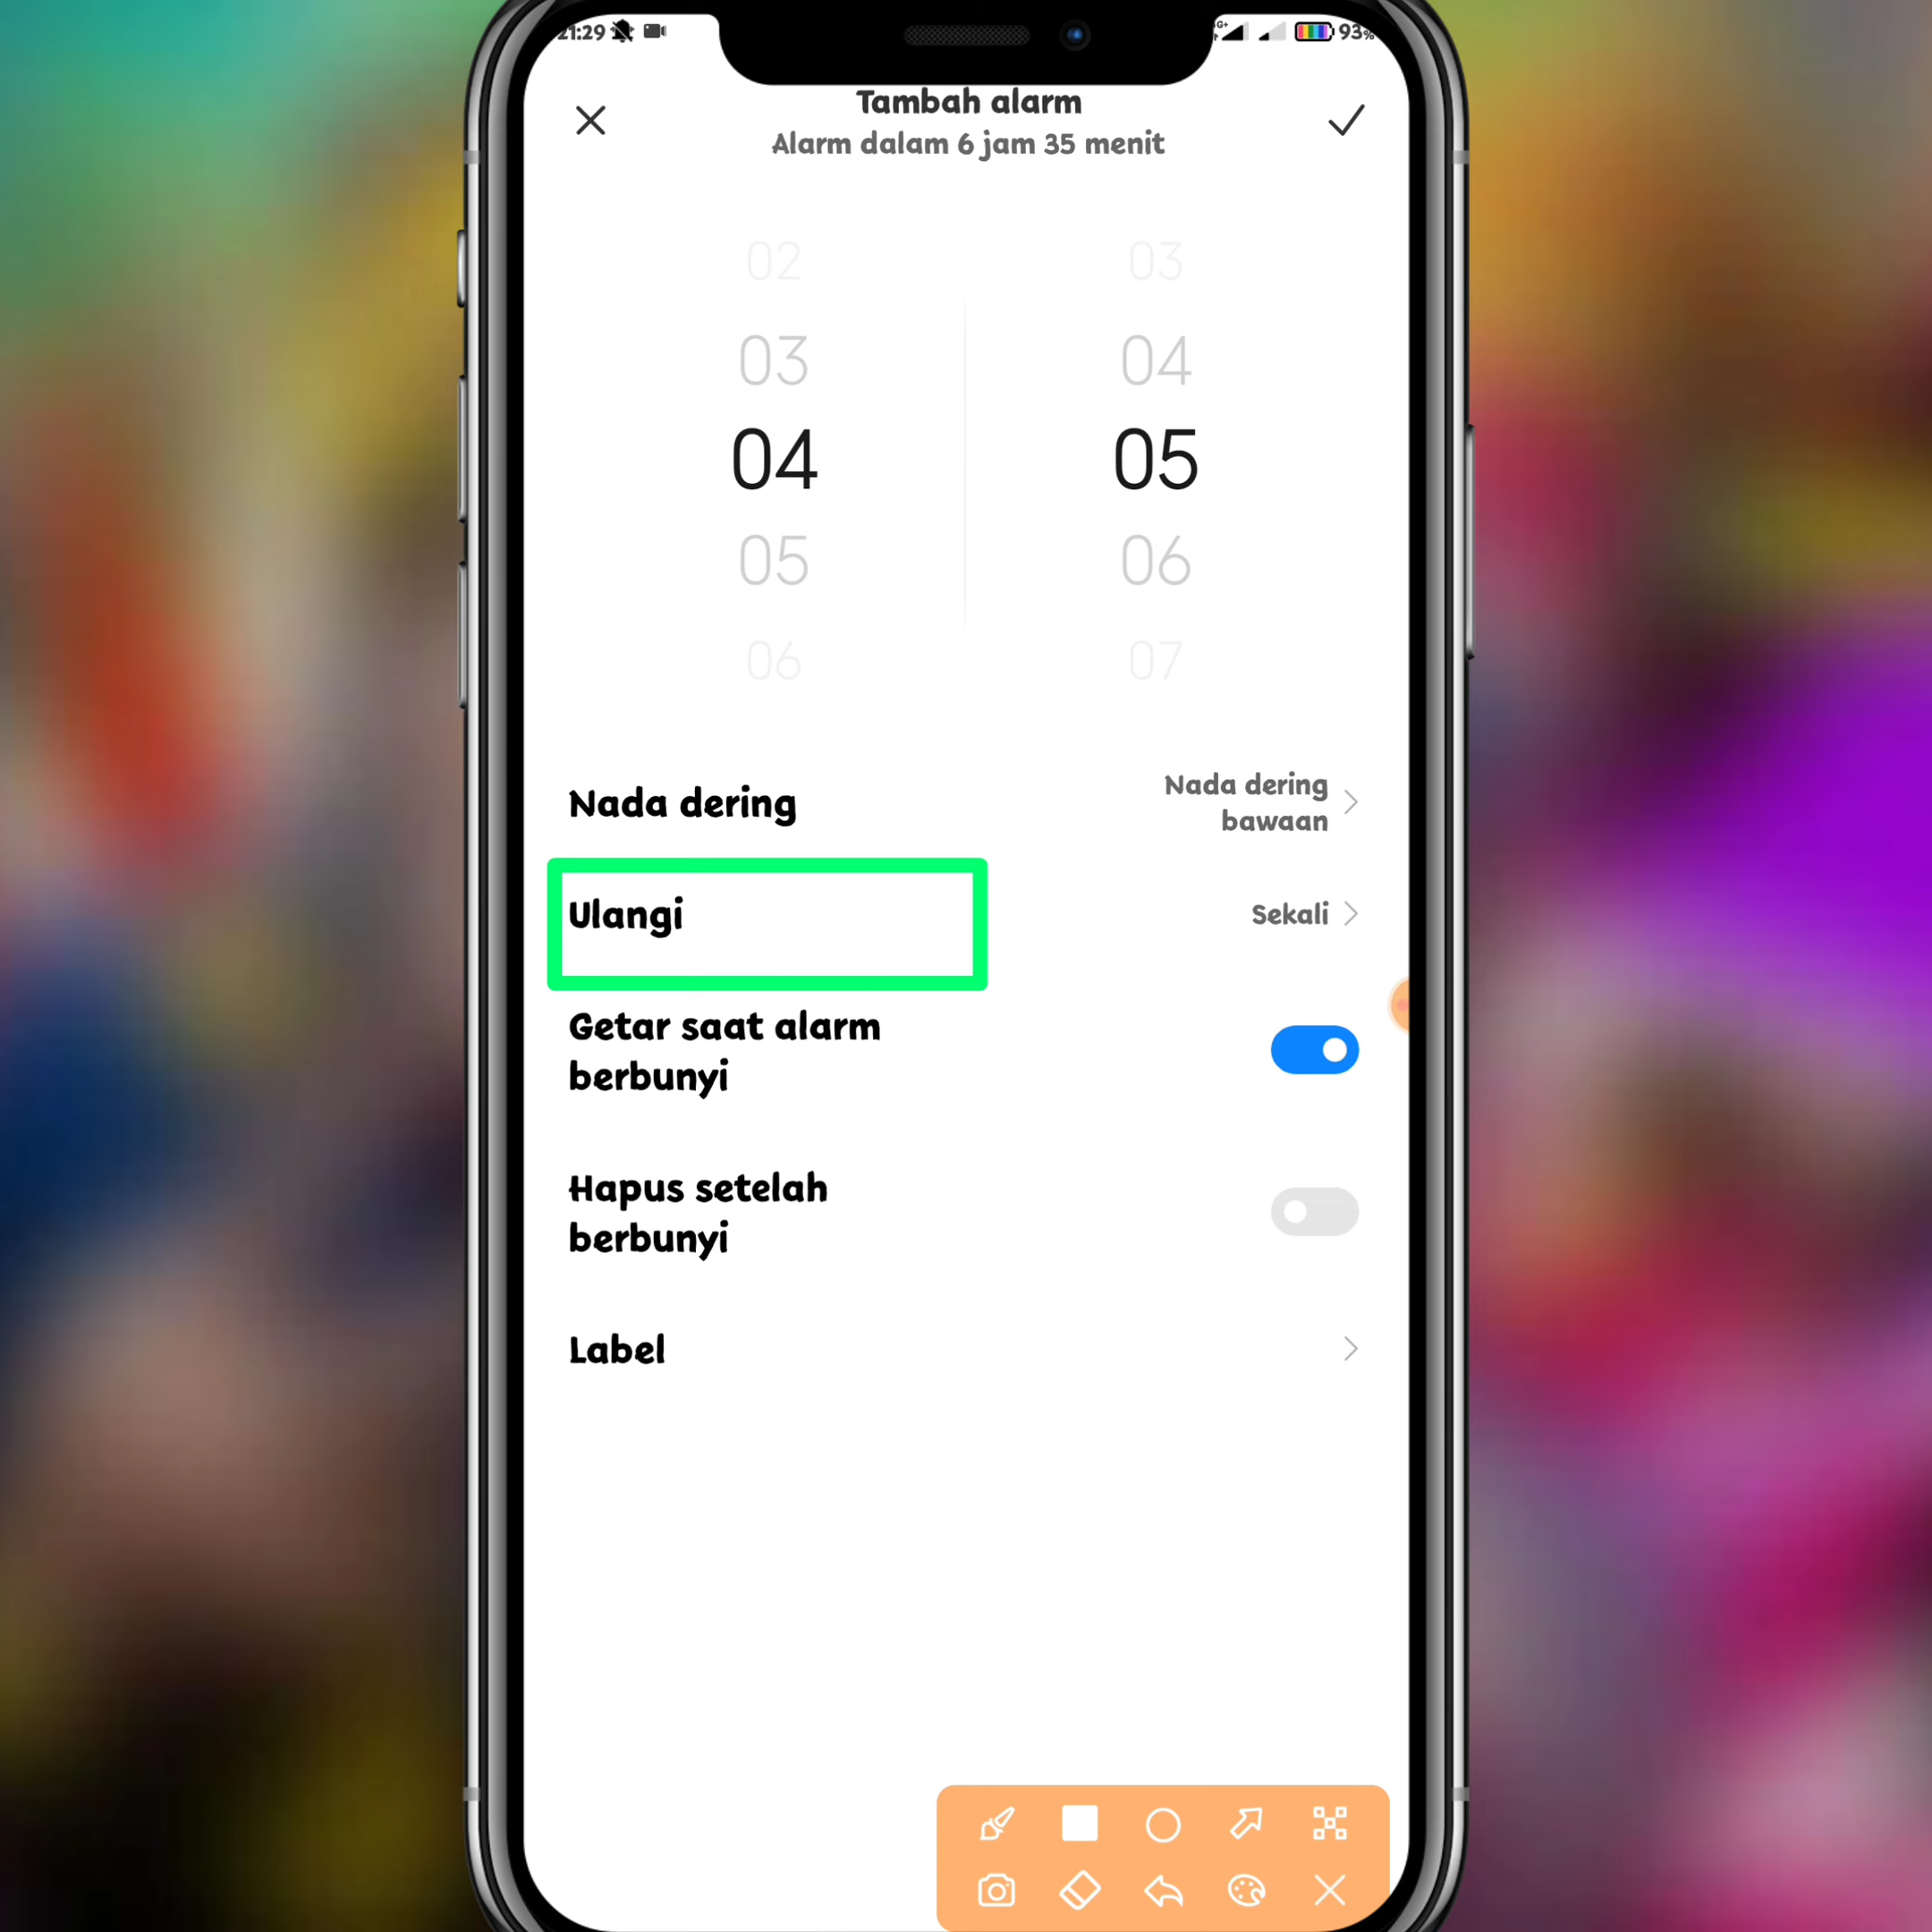 21:29 G+ 93%
Tambah alarm
Alarm dalam 6 jam 35 menit
02 03
03 04
04 05
05 06
06 07
Nada dering
Nada dering
bawaan
Ulangi Sekali
Getar saat alarm
berbunyi
Hapus setelah
berbunyi
Label